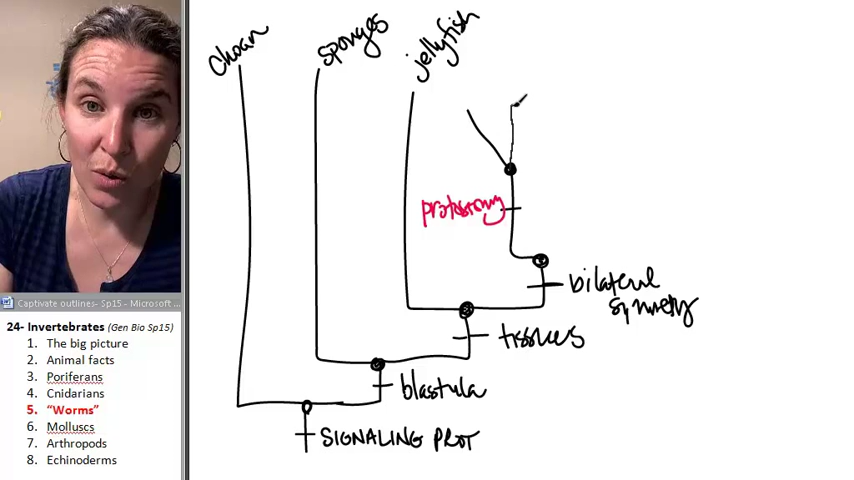 choan
sponges
jellyfish
protostomy
bilateral
symmetry
tissues
blastula
SIGNALING PROT
Captivate outlines- Sp15 - Microsoft ...
24- Invertebrates (Gen Bio Sp15)
1. The big picture
2. Animal facts
3. Poriferans
4. Cnidarians
5. “Worms”
6. Molluscs
7. Arthropods
8. Echinoderms